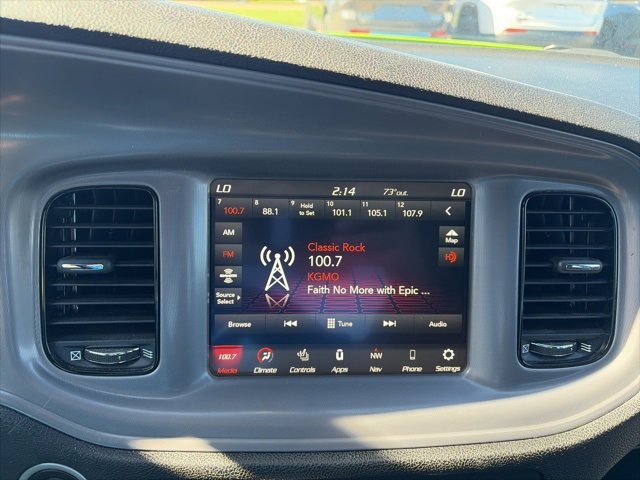 LO 2:14 73°out. LO
7 8 9 10 11 12
100.7 88.1 Hold to Set 101.1 105.1 107.9
AM
Map
Classic Rock
FM
100.7
KGMO
Faith No More with Epic ...
Source Select
Browse Tune Audio
100.7 NW
Media Climate Controls Apps Nav Phone Settings